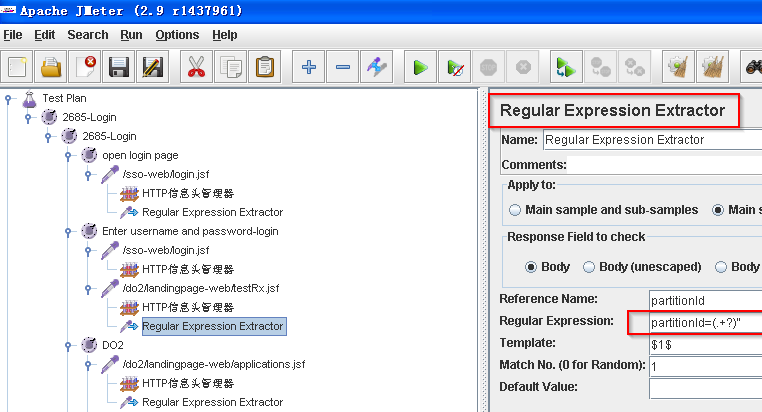 Apache JMeter (2.9 r1437961)
File Edit Search Run Options Help
Test Plan
2685-Login
2685-Login
open login page
/sso-web/login.jsf
HTTP信息头管理器
Regular Expression Extractor
Enter username and password-login
/sso-web/login.jsf
HTTP信息头管理器
/do2/landingpage-web/testRx.jsf
HTTP信息头管理器
Regular Expression Extractor
DO2
/do2/landingpage-web/applications.jsf
HTTP信息头管理器
Regular Expression Extractor
Regular Expression Extractor
Name: Regular Expression Extractor
Comments:
Apply to:
Main sample and sub-samples Main s
Response Field to check
Body Body (unescaped) Body
Reference Name: partitionId
Regular Expression: partitionId=(.+?)"
Template: $1$
Match No. (0 for Random): 1
Default Value: